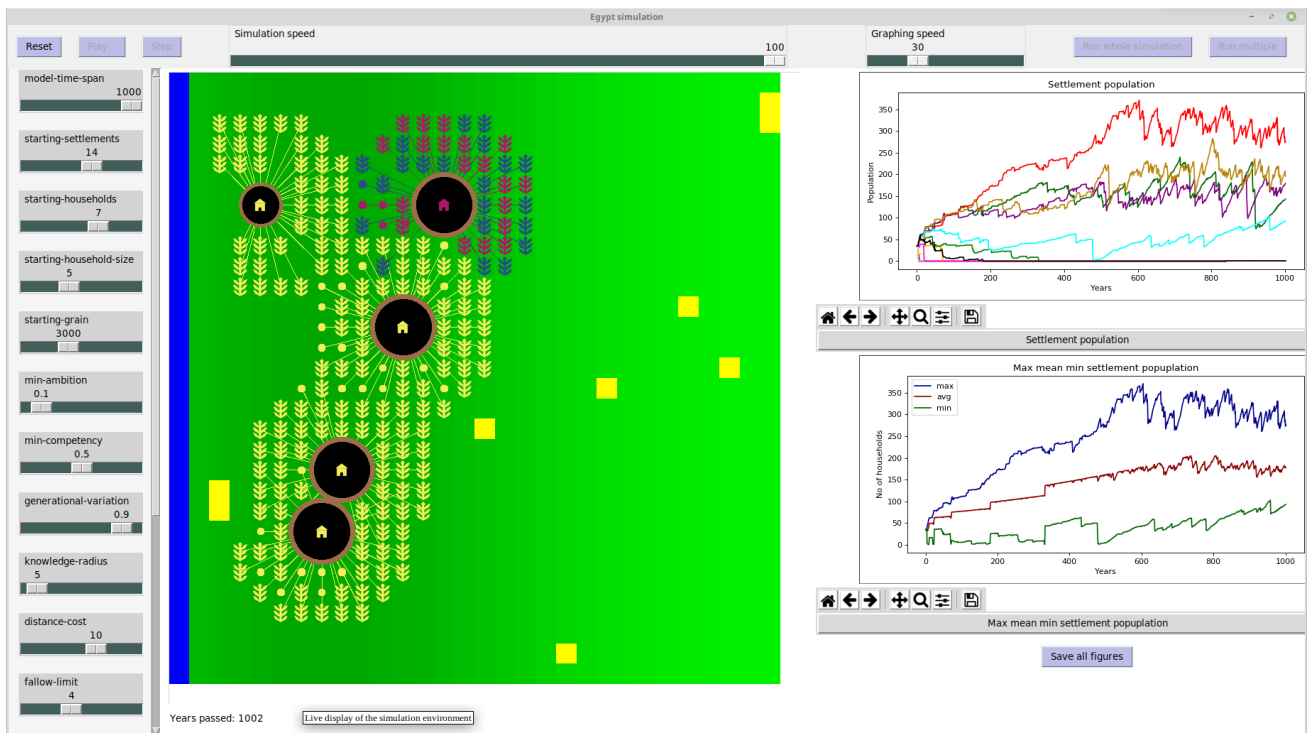 Egypt simulation
Reset
Play
Step
Simulation speed
100
Graphing speed
30
Run whole simulation
Run multiple
model-time-span
1000
starting-settlements
14
starting-households
7
starting-household-size
5
starting-grain
3000
min-ambition
0.1
min-competency
0.5
generational-variation
0.9
knowledge-radius
5
distance-cost
10
fallow-limit
4
Years passed: 1002
Live display of the simulation environment
Settlement population
Population
350
300
250
200
150
100
50
0
0 200 400 600 800 1000
Years
Settlement population
Max mean min settlement popuplation
max
avg
min
No of households
350
300
250
200
150
100
50
0
0 200 400 600 800 1000
Years
Max mean min settlement popuplation
Save all figures